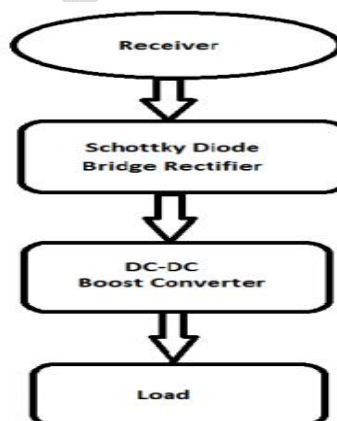 Receiver
Schottky Diode
Bridge Rectifier
DC-DC
Boost Converter
Load